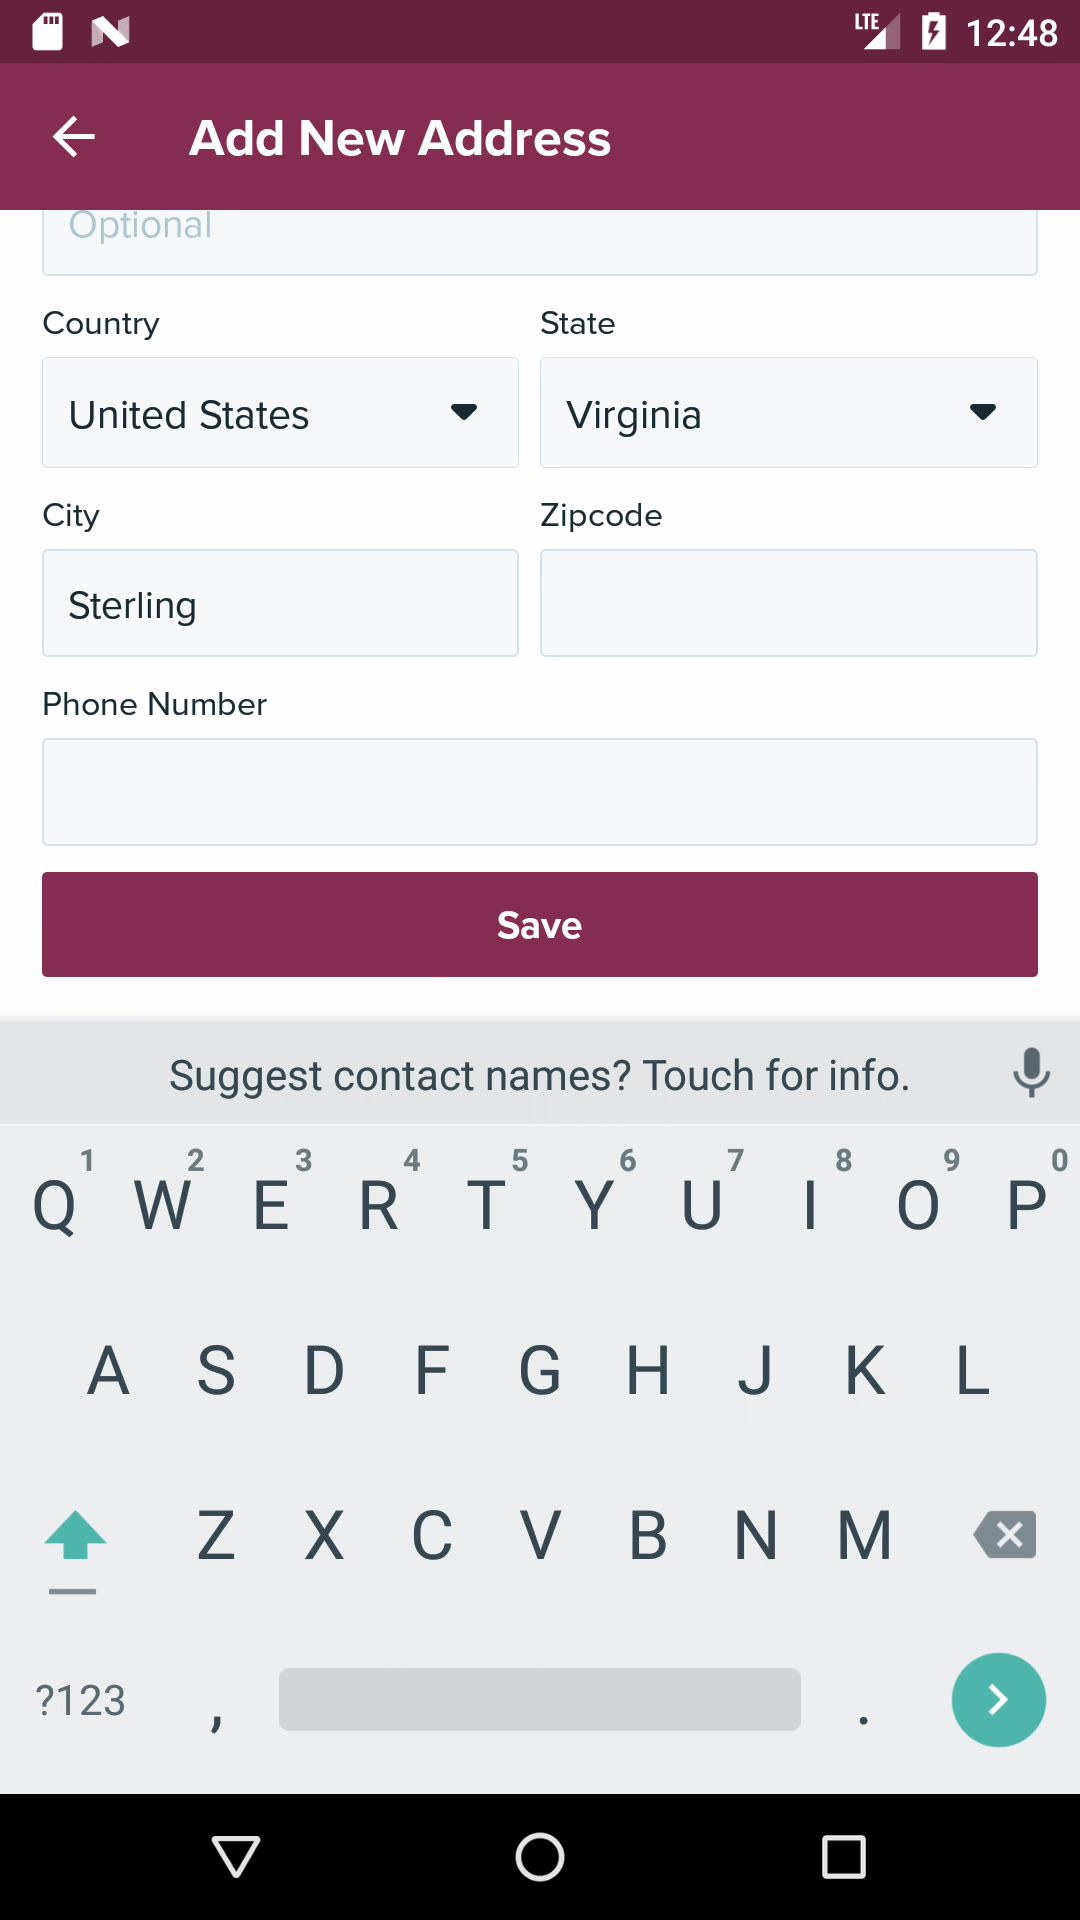 LTE 12:48
Add New Address
Optional
Country State
United States Virginia
City Zipcode
Sterling
Phone Number
Save
Suggest contact names? Touch for info.
1 2 3 4 5 6 7 8 9 0
Q W E R T Y U I O P
A S D F G H J K L
Z X C V B N M
?123 , .